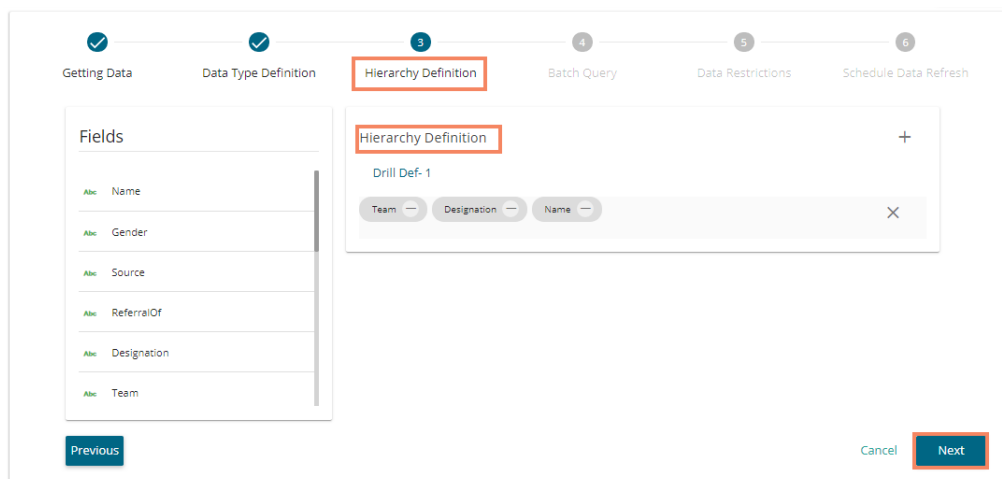 3 4 5 6
Getting Data Data Type Definition Hierarchy Definition Batch Query Data Restrictions Schedule Data Refresh
Fields
Abc Name
Abc Gender
Abc Source
Abc ReferralOf
Abc Designation
Abc Team
Hierarchy Definition +
Drill Def- 1
Team — Designation — Name —
Previous
Cancel Next